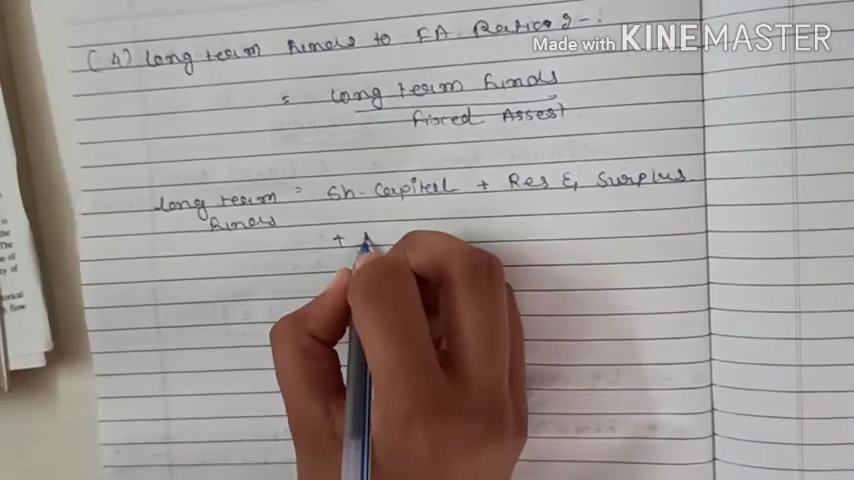 Made with KINEMASTER
(4) Long term funds to FA Ratio :-
= Long term funds
Fixed Assest
Long term = Sh. Capital + Res & Surplus
funds
+